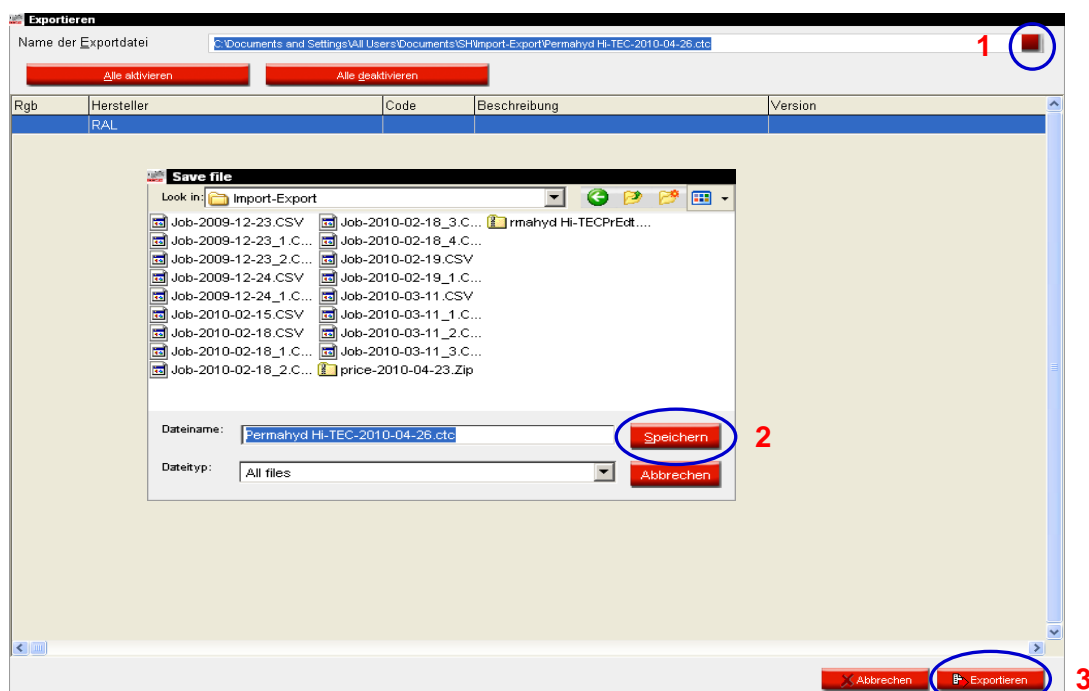 Exportieren
Name der Exportdatei C:\Documents and Settings\All Users\Documents\SH\Import-Export\Permahyd Hi-TEC-2010-04-26.ctc 1
Alle aktivieren Alle deaktivieren
Rgb Hersteller Code Beschreibung Version
RAL
Save file
Look in: Import-Export
Job-2009-12-23.CSV Job-2010-02-18_3.C... rmahyd Hi-TECPrEdt....
Job-2009-12-23_1.C... Job-2010-02-18_4.C...
Job-2009-12-23_2.C... Job-2010-02-19.CSV
Job-2009-12-24.CSV Job-2010-02-19_1.C...
Job-2009-12-24_1.C... Job-2010-03-11.CSV
Job-2010-02-15.CSV Job-2010-03-11_1.C...
Job-2010-02-18.CSV Job-2010-03-11_2.C...
Job-2010-02-18_1.C... Job-2010-03-11_3.C...
Job-2010-02-18_2.C... price-2010-04-23.Zip
Dateiname: Permahyd Hi-TEC-2010-04-26.ctc Speichern 2
Dateityp: All files Abbrechen
Abbrechen Exportieren 3